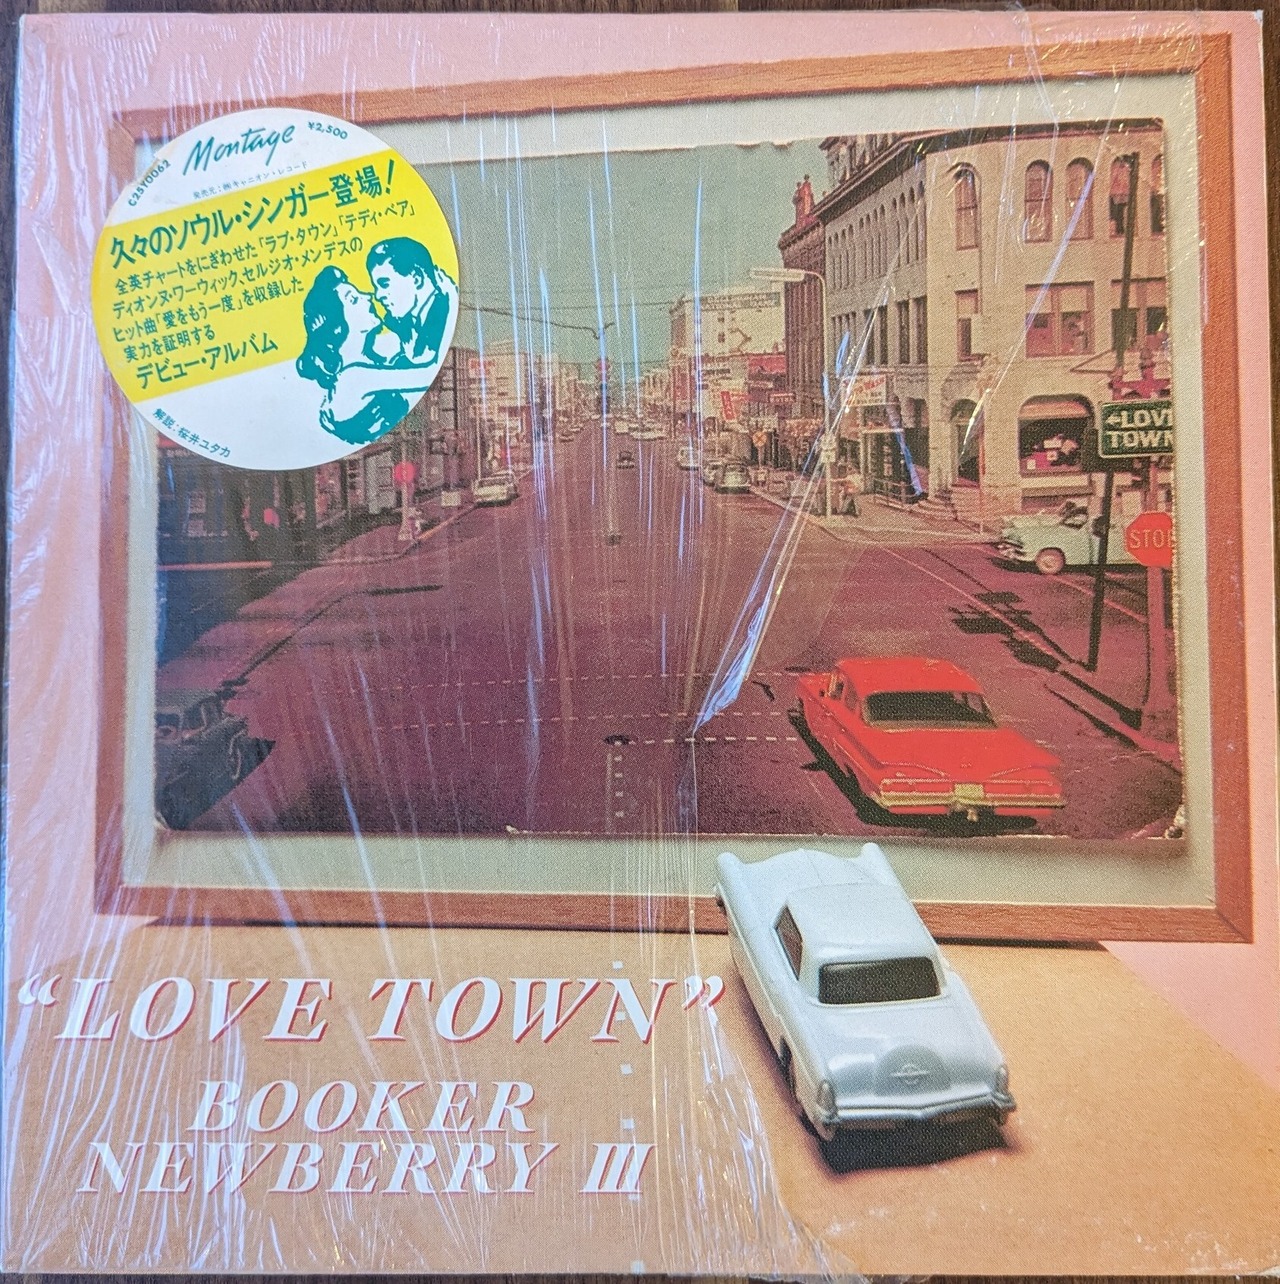 Montage
¥2,500
C25Y0062
発売元:㈱キャニオン・レコード
久々のソウル・シンガー登場!
全英チャートをにぎわせた「ラブ・タウン」「テディ・ベア」
ディオンヌ・ワーウィック、セルジオ・メンデスの
ヒット曲「愛をもう一度」を収録した
実力を証明する
デビュー・アルバム
解説:桜井ユタカ
←LOVE
TOWN
STOP
“LOVE TOWN”
BOOKER
NEWBERRY III